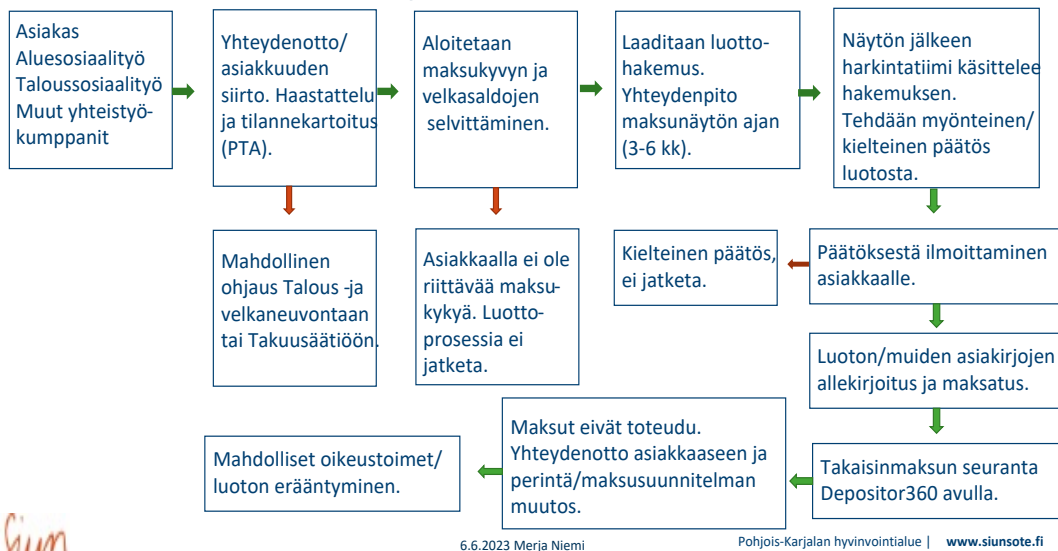 Asiakas
Aluesosiaalityö
Taloussosiaalityö
Muut yhteistyö-
kumppanit
Yhteydenotto/
asiakkuuden
siirto. Haastattelu
ja tilannekartoitus
(PTA).
Aloitetaan
maksukyvyn ja
velkasaldojen
selvittäminen.
Laaditaan luotto-
hakemus.
Yhteydenpito
maksunäytön ajan
(3-6 kk).
Näytön jälkeen
harkintatiimi käsittelee
hakemuksen.
Tehdään myönteinen/
kielteinen päätös
luotosta.
Mahdollinen
ohjaus Talous -ja
velkaneuvontaan
tai Takuusäätiöön.
Asiakkaalla ei ole
riittävää maksu-
kykyä. Luotto-
prosessia ei
jatketa.
Kielteinen päätös,
ei jatketa.
Päätöksestä ilmoittaminen
asiakkaalle.
Luoton/muiden asiakirjojen
allekirjoitus ja maksatus.
Mahdolliset oikeustoimet/
luoton erääntyminen.
Maksut eivät toteudu.
Yhteydenotto asiakkaaseen ja
perintä/maksusuunnitelman
muutos.
Takaisinmaksun seuranta
Depositor360 avulla.
Siun
6.6.2023 Merja Niemi
Pohjois-Karjalan hyvinvointialue | www.siunsote.fi